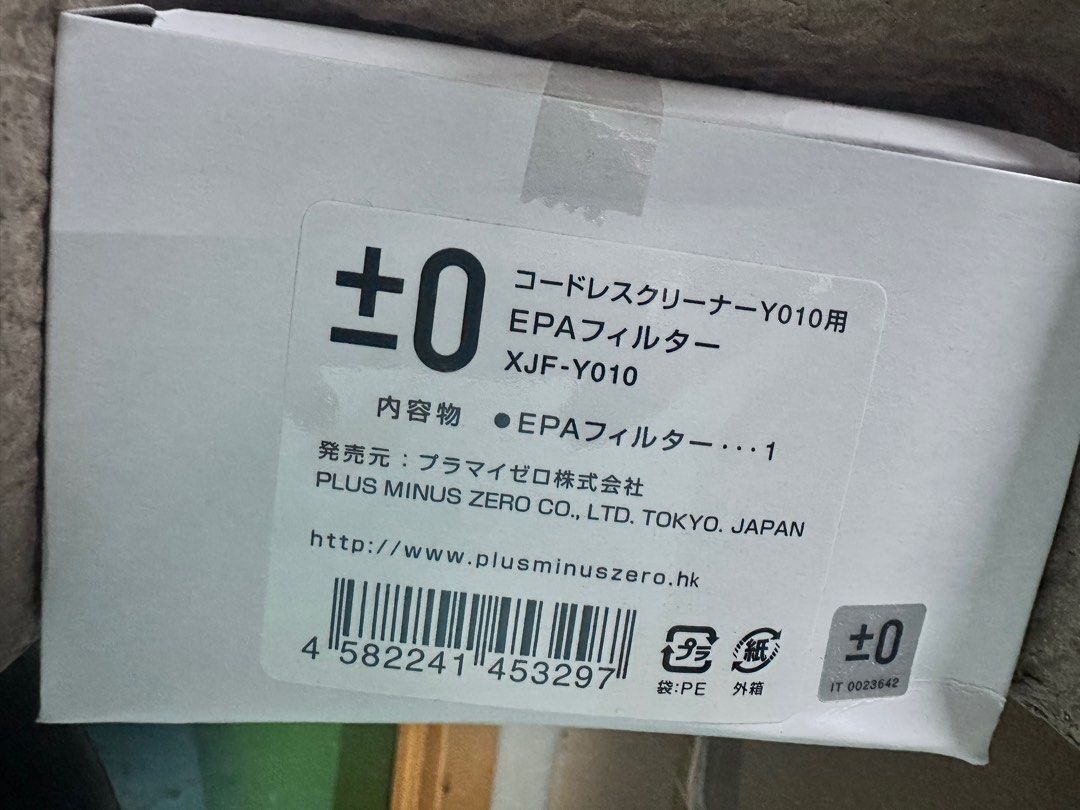 ±0
コードレスクリーナーY010用
EPAフィルター
XJF-Y010
内容物 ●EPAフィルター・・・1
発売元：プラマイゼロ株式会社
PLUS MINUS ZERO CO., LTD. TOKYO. JAPAN
http://www.plusminuszero.hk
4 582241 453297
プラ
袋:PE
紙
外箱
±0
IT 0023642